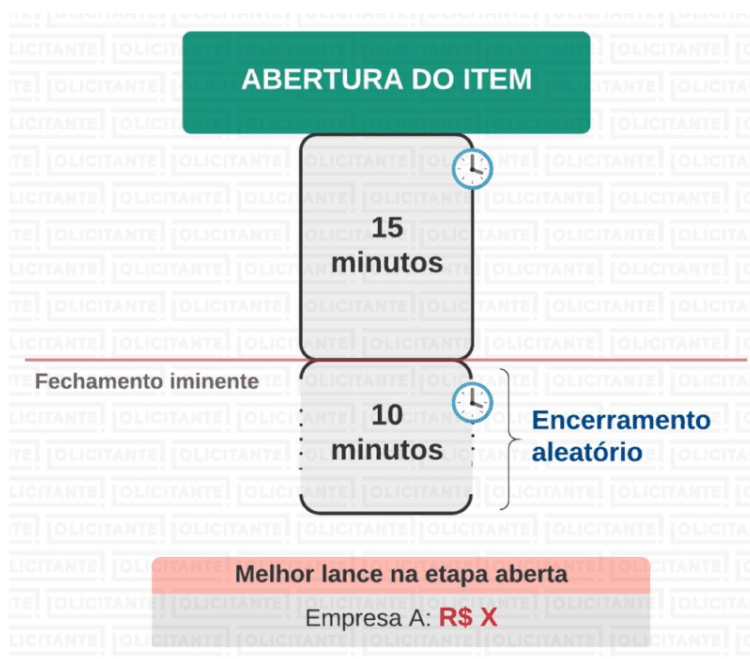 ABERTURA DO ITEM
15
minutos
Fechamento iminente
10
minutos
Encerramento
aleatório
Melhor lance na etapa aberta
Empresa A: R$ X